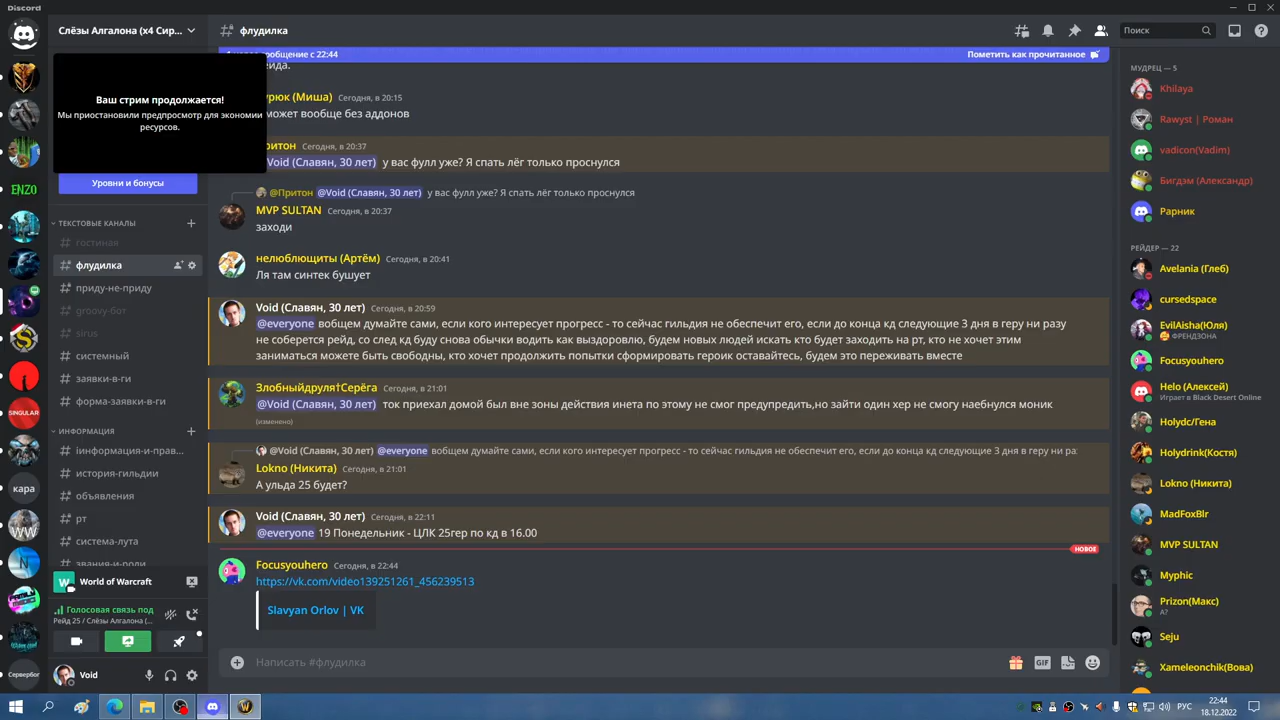 Discord
Слёзы Алгалона (x4 Сир...
флудилка
Поиск
сообщение с 22:44
Пометить как прочитанное
Ваш стрим продолжается!
Мы приостановили предпросмотр для экономии
ресурсов.
Уровни и бонусы
ENZO
SINGULAR
кара
WW
N
Сервербог
ТЕКСТОВЫЕ КАНАЛЫ
гостиная
флудилка
приду-не-приду
groovy-бот
sirus
системный
заявки-в-ги
форма-заявки-в-ги
ИНФОРМАЦИЯ
iинформация-и-прав...
история-гильдии
объявления
рт
система-лута
звания-и-роли
W
World of Warcraft
Голосовая связь под
Рейд 25 / Слёзы Алгалона (...
Void
(Миша) Сегодня, в 20:15
может вообще без аддонов
Сегодня, в 20:37
@Void (Славян, 30 лет) у вас фулл уже? Я спать лёг только проснулся
@Притон @Void (Славян, 30 лет) у вас фулл уже? Я спать лёг только проснулся
MVP SULTAN Сегодня, в 20:37
заходи
нелюблющиты (Артём) Сегодня, в 20:41
Ля там синтек бушует
Void (Славян, 30 лет) Сегодня, в 20:59
@everyone вобщем думайте сами, если кого интересует прогресс - то сейчас гильдия не обеспечит его, если до конца кд следующие 3 дня в геру ни разу
не соберется рейд, со след кд буду снова обычки водить как выздоровлю, будем новых людей искать кто будет заходить на рт, кто не хочет этим
заниматься можете быть свободны, кто хочет продолжить попытки сформировать героик оставайтесь, будем это переживать вместе
Злобныйдруля†Серёга Сегодня, в 21:01
@Void (Славян, 30 лет) ток приехал домой был вне зоны действия инета по этому не смог предупредить,но зайти один хер не смогу наебнулся моник
(изменено)
@Void (Славян, 30 лет) @everyone вобщем думайте сами, если кого интересует прогресс - то сейчас гильдия не обеспечит его, если до конца кд следующие 3 дня в геру ни ра
Lokno (Никита) Сегодня, в 21:01
А ульда 25 будет?
Void (Славян, 30 лет) Сегодня, в 22:11
@everyone 19 Понедельник - ЦЛК 25гер по кд в 16.00
НОВОЕ
Focusyouhero Сегодня, в 22:44
https://vk.com/video139251261_456239513
Slavyan Orlov | VK
Написать #флудилка
GIF
МУДРЕЦ — 5
Khilaya
Rawyst | Роман
vadicon(Vadim)
Бигдэм (Александр)
Рарник
РЕЙДЕР — 22
Avelania (Глеб)
cursedspace
EvilAisha(Юля)
ФРЕНДЗОНА
Focusyouhero
Helo (Алексей)
Играет в Black Desert Online
Holydc/Гена
Holydrink(Костя)
Lokno (Никита)
MadFoxBlr
MVP SULTAN
Myphic
Prizon(Макс)
А?
Seju
Xameleonchik(Вова)
РУС
22:44
18.12.2022